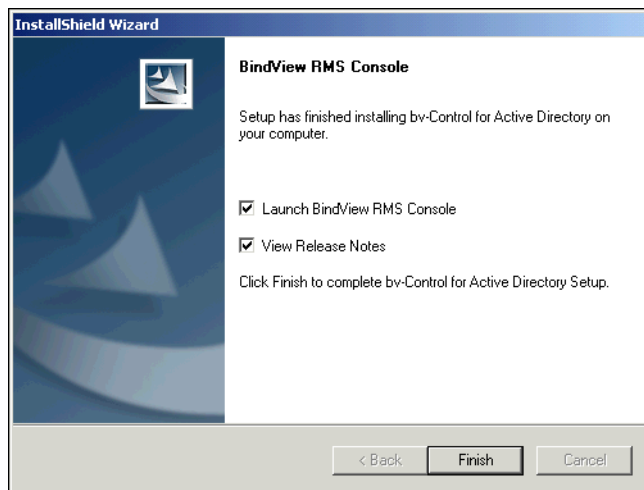 InstallShield Wizard
BindView RMS Console
Setup has finished installing bv-Control for Active Directory on
your computer.
Launch BindView RMS Console
View Release Notes
Click Finish to complete bv-Control for Active Directory Setup.
< Back
Finish
Cancel